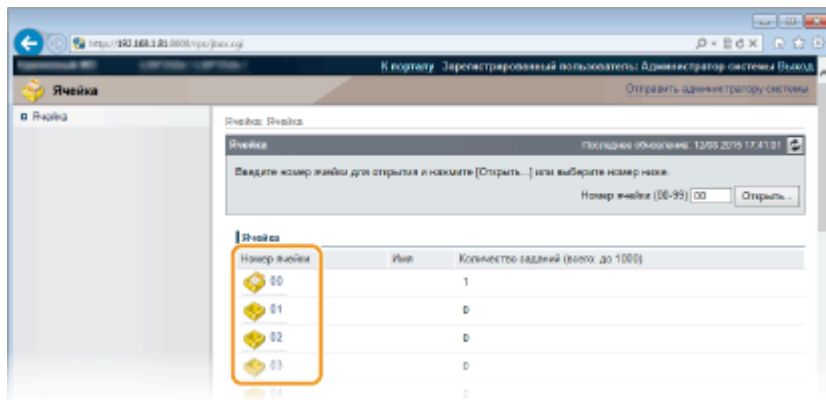 К порталу Зарегистрированный пользователь: Администратор системы Выход
Ячейка
Отправить администратору системы
Ячейка
Ячейка: Ячейка
Ячейка
Последнее обновление: 12/08 2015 17:41:01
Введите номер ячейки для открытия и нажмите [Открыть...] или выберите номер ниже.
Номер ячейки (00-99) 00 Открыть...
Ячейка
Номер ячейки Имя Количество заданий (всего: до 1000)
00 1
01 0
02 0
03 0
04 0